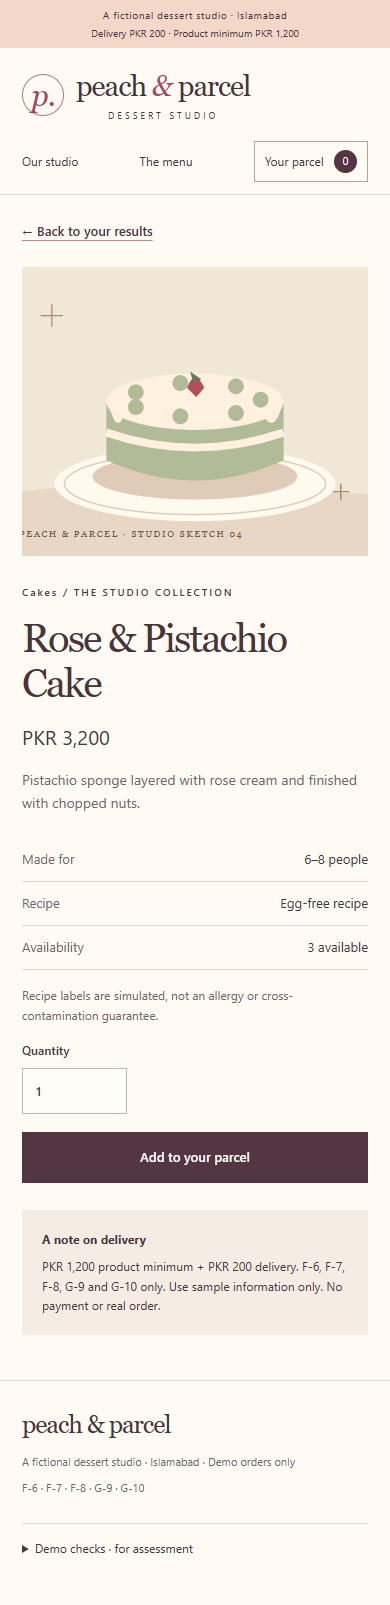 A fictional dessert studio · Islamabad
Delivery PKR 200 · Product minimum PKR 1,200
p.
peach & parcel
DESSERT STUDIO
Our studio
The menu
Your parcel 0
← Back to your results
PEACH & PARCEL · STUDIO SKETCH 04
Cakes / THE STUDIO COLLECTION
Rose & Pistachio
Cake
PKR 3,200
Pistachio sponge layered with rose cream and finished
with chopped nuts.
Made for 6–8 people
Recipe Egg-free recipe
Availability 3 available
Recipe labels are simulated, not an allergy or cross-
contamination guarantee.
Quantity
1
Add to your parcel
A note on delivery
PKR 1,200 product minimum + PKR 200 delivery. F-6, F-7,
F-8, G-9 and G-10 only. Use sample information only. No
payment or real order.
peach & parcel
A fictional dessert studio · Islamabad · Demo orders only
F-6 · F-7 · F-8 · G-9 · G-10
▶ Demo checks · for assessment